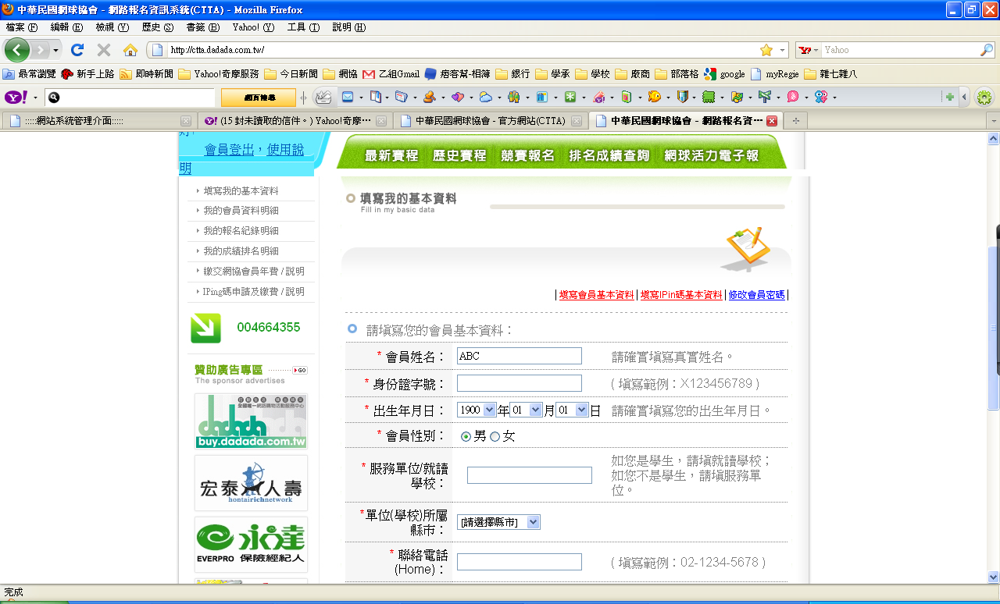 中華民國網球協會 - 網路報名資訊系統(CTTA) - Mozilla Firefox
檔案(F) 編輯(E) 檢視(V) 歷史(S) 書籤(B) Yahoo!(Y) 工具(T) 說明(H)
http://ctta.dadada.com.tw/
Yahoo
最常瀏覽 新手上路 即時新聞 Yahoo!奇摩服務 今日新聞 網協 乙組Gmail 痞客幫-相簿 銀行 學承 學校 廠商 部落格 google myRegie 雜七雜八
Y! 網頁搜尋
:::::網站系統管理介面::::: (15 封未讀取的信件。) Yahoo!奇摩… 中華民國網球協會 - 官方網站(CTTA) 中華民國網球協會 - 網路報名資…
會員登出，使用說
明
最新賽程 歷史賽程 競賽報名 排名成績查詢 網球活力電子報
填寫我的基本資料
我的會員資料明細
我的報名紀錄明細
我的成績排名明細
繳交網協會員年費 / 說明
IPing碼申請及繳費 / 說明
004664355
贊助廣告專區 GO
The sponsor advertises
全國唯一網路購物活動服務中心
dadada
buy.dadada.com.tw
宏泰人壽
hontairichnetwork
永達
EVERPRO 保險經紀人
填寫我的基本資料
Fill in my basic data
| 填寫會員基本資料 | 填寫IPin碼基本資料 | 修改會員密碼 |
請填寫您的會員基本資料：
* 會員姓名： ABC 請確實填寫真實姓名。
* 身份證字號： ( 填寫範例：X123456789 )
* 出生年月日： 1900 年 01 月 01 日 請確實填寫您的出生年月日。
* 會員性別： 男 女
* 服務單位/就讀
學校：
如您是學生，請填就讀學校；
如您不是學生，請填服務單
位。
*單位(學校)所屬
縣市： [請選擇縣市]
* 聯絡電話
(Home)： ( 填寫範例：02-1234-5678 )
完成